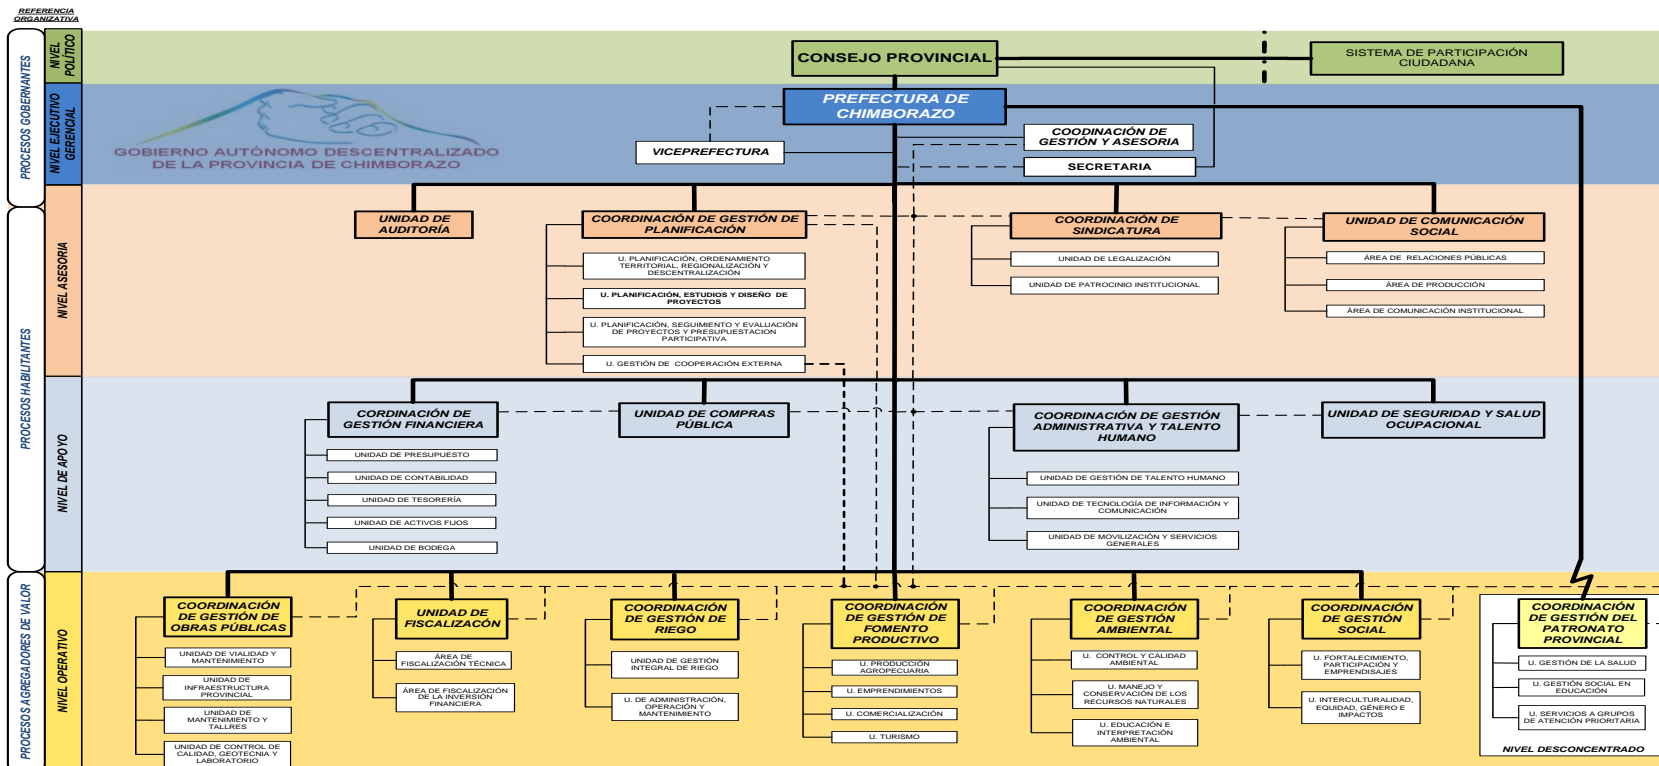 REFERENCIA
ORGANIZATIVA
PROCESOS GOBERNANTES
NIVEL
POLÍTICO
CONSEJO PROVINCIAL
SISTEMA DE PARTICIPACIÓN
CIUDADANA
NIVEL EJECUTIVO
GERENCIAL
GOBIERNO AUTÓNOMO DESCENTRALIZADO
DE LA PROVINCIA DE CHIMBORAZO
PREFECTURA DE
CHIMBORAZO
VICEPREFECTURA
COODINACIÓN DE
GESTIÓN Y ASESORIA
SECRETARIA
PROCESOS HABILITANTES
NIVEL ASESORIA
UNIDAD DE
AUDITORÍA
COORDINACIÓN DE GESTIÓN DE
PLANIFICACIÓN
U. PLANIFICACIÓN, ORDENAMIENTO
TERRITORIAL, REGIONALIZACIÓN Y
DESCENTRALIZACIÓN
U. PLANIFICACIÓN, ESTUDIOS Y DISEÑO DE
PROYECTOS
U. PLANIFICACIÓN, SEGUIMIENTO Y EVALUACIÓN
DE PROYECTOS Y PRESUPUESTACION
PARTICIPATIVA
U. GESTIÓN DE COOPERACIÓN EXTERNA
COORDINACIÓN DE
SINDICATURA
UNIDAD DE LEGALIZACIÓN
UNIDAD DE PATROCINIO INSTITUCIONAL
UNIDAD DE COMUNICACIÓN
SOCIAL
ÁREA DE RELACIONES PÚBLICAS
ÁREA DE PRODUCCIÓN
ÁREA DE COMUNICACIÓN INSTITUCIONAL
NIVEL DE APOYO
CORDINACIÓN DE
GESTIÓN FINANCIERA
UNIDAD DE PRESUPUESTO
UNIDAD DE CONTABILIDAD
UNIDAD DE TESORERÍA
UNIDAD DE ACTIVOS FIJOS
UNIDAD DE BODEGA
UNIDAD DE COMPRAS
PÚBLICA
COORDINACIÓN DE GESTIÓN
ADMINISTRATIVA Y TALENTO
HUMANO
UNIDAD DE GESTIÓN DE TALENTO HUMANO
UNIDAD DE TECNOLOGÍA DE INFORMACIÓN Y
COMUNICACIÓN
UNIDAD DE MOVILIZACIÓN Y SERVICIOS
GENERALES
UNIDAD DE SEGURIDAD Y SALUD
OCUPACIONAL
PROCESOS AGREGADORES DE VALOR
NIVEL OPERATIVO
COORDINACIÓN
DE GESTIÓN DE
OBRAS PÚBLICAS
UNIDAD DE VIALIDAD Y
MANTENIMIENTO
UNIDAD DE
INFRAESTRUCTURA
PROVINCIAL
UNIDAD DE
MANTENIMIENTO Y
TALLRES
UNIDAD DE CONTROL DE
CALIDAD, GEOTECNIA Y
LABORATORIO
UNIDAD DE
FISCALIZACÓN
ÁREA DE
FISCALIZACIÓN TÉCNICA
ÁREA DE FISCALIZACIÓN
DE LA INVERSIÓN
FINANCIERA
COORDINACIÓN
DE GESTIÓN DE
RIEGO
UNIDAD DE GESTIÓN
INTEGRAL DE RIEGO
U. DE ADMINISTRACIÓN,
OPERACIÓN Y
MANTENIMIENTO
COORDINACIÓN
DE GESTIÓN DE
FOMENTO
PRODUCTIVO
U. PRODUCCIÓN
AGROPECUARIA
U. EMPRENDIMIENTOS
U. COMERCIALIZACIÓN
U. TURISMO
COORDINACIÓN
DE GESTIÓN
AMBIENTAL
U. CONTROL Y CALIDAD
AMBIENTAL
U. MANEJO Y
CONSERVACIÓN DE LOS
RECURSOS NATURALES
U. EDUCACIÓN E
INTERPRETACIÓN
AMBIENTAL
COORDINACIÓN
DE GESTIÓN
SOCIAL
U. FORTALECIMIENTO,
PARTICIPACIÓN Y
EMPRENDISAJES
U. INTERCULTURALIDAD,
EQUIDAD, GÉNERO E
IMPACTOS
COORDINACIÓN
DE GESTIÓN DEL
PATRONATO
PROVINCIAL
U. GESTIÓN DE LA SALUD
U. GESTIÓN SOCIAL EN
EDUCACIÓN
U. SERVICIOS A GRUPOS
DE ATENCIÓN PRIORITARIA
NIVEL DESCONCENTRADO